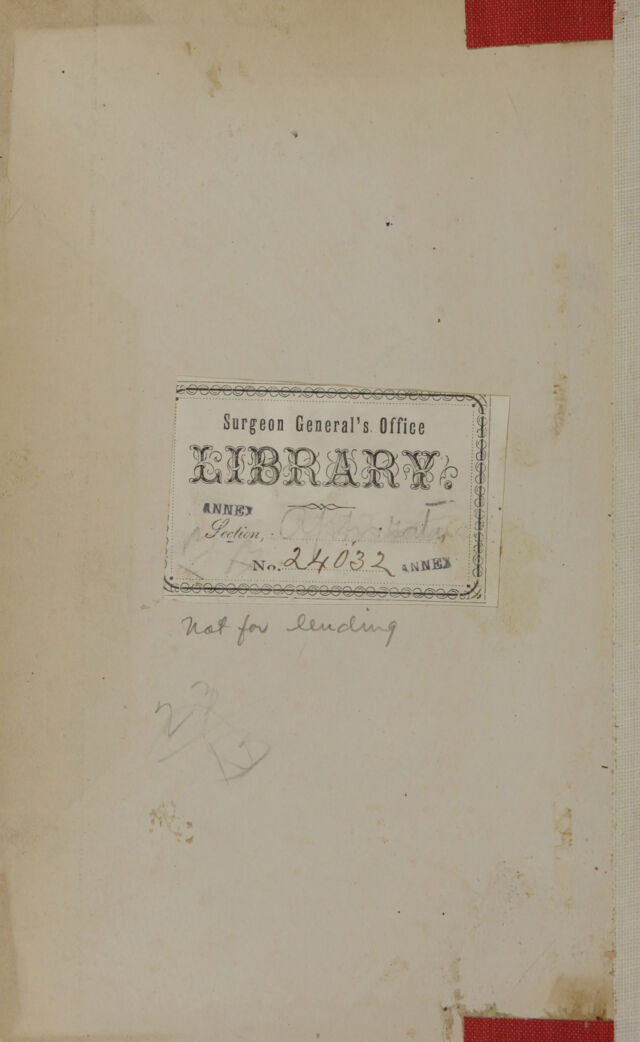 Surgeon General's Office
LIBRARY.
ANNEX
Section,
No. 24032 ANNEX
Not for lending